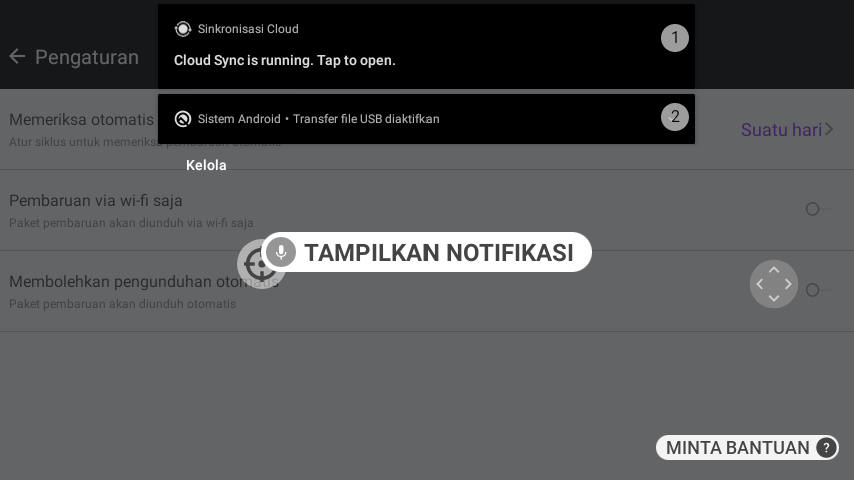 Sinkronisasi Cloud
1
Cloud Sync is running. Tap to open.
Pengaturan
Memeriksa otomatis
Atur siklus untuk memeriksa pembaruan otomatis
Sistem Android • Transfer file USB diaktifkan
2
Suatu hari
Kelola
Pembaruan via wi-fi saja
Paket pembaruan akan diunduh via wi-fi saja
TAMPILKAN NOTIFIKASI
Membolehkan pengunduhan otomatis
Paket pembaruan akan diunduh otomatis
MINTA BANTUAN ?